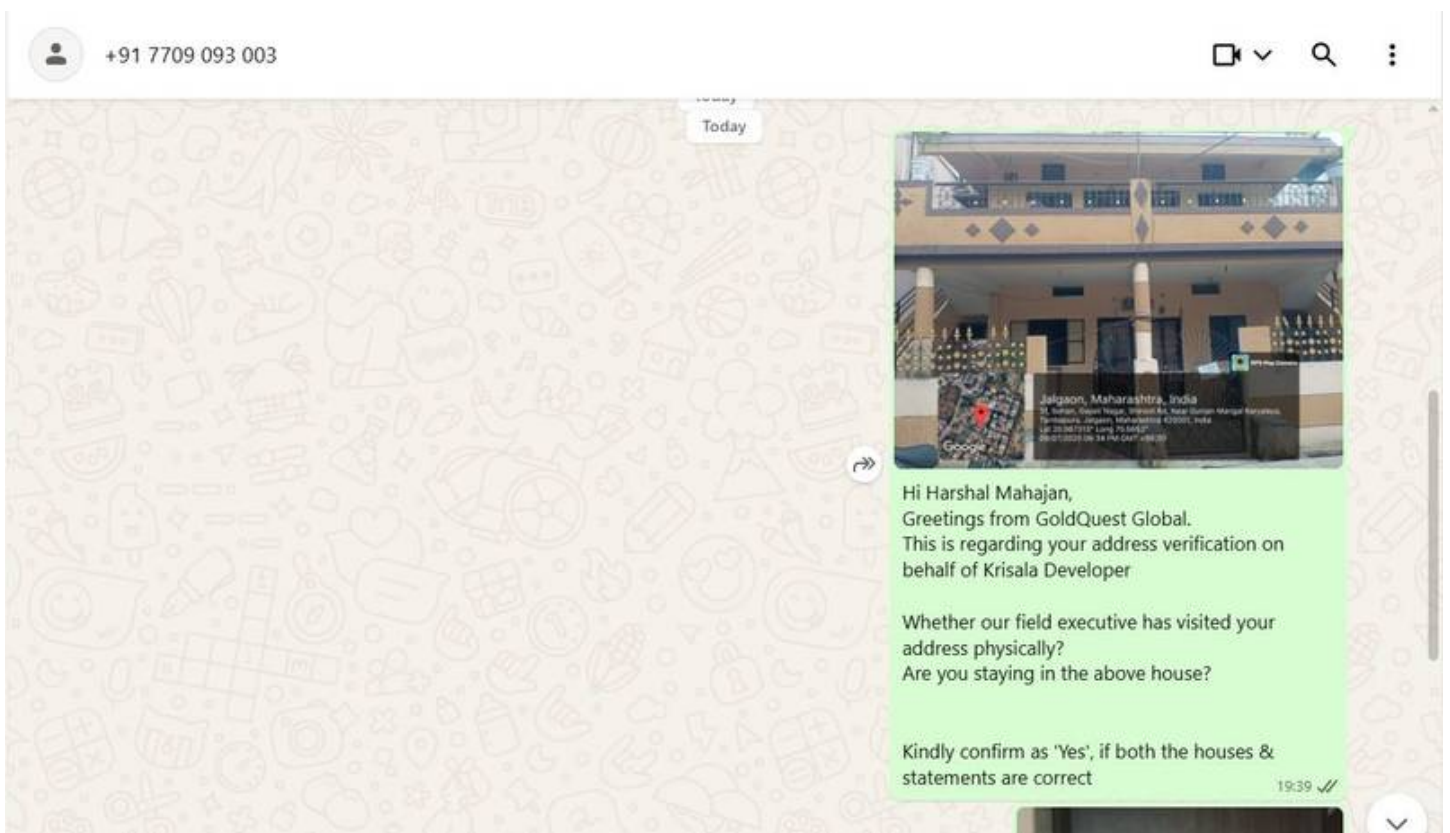 +91 7709 093 003
Today
Today
Jalgaon, Maharashtra, India
Google
Hi Harshal Mahajan,
Greetings from GoldQuest Global.
This is regarding your address verification on
behalf of Krisala Developer
Whether our field executive has visited your
address physically?
Are you staying in the above house?
Kindly confirm as 'Yes', if both the houses &
statements are correct
19:39